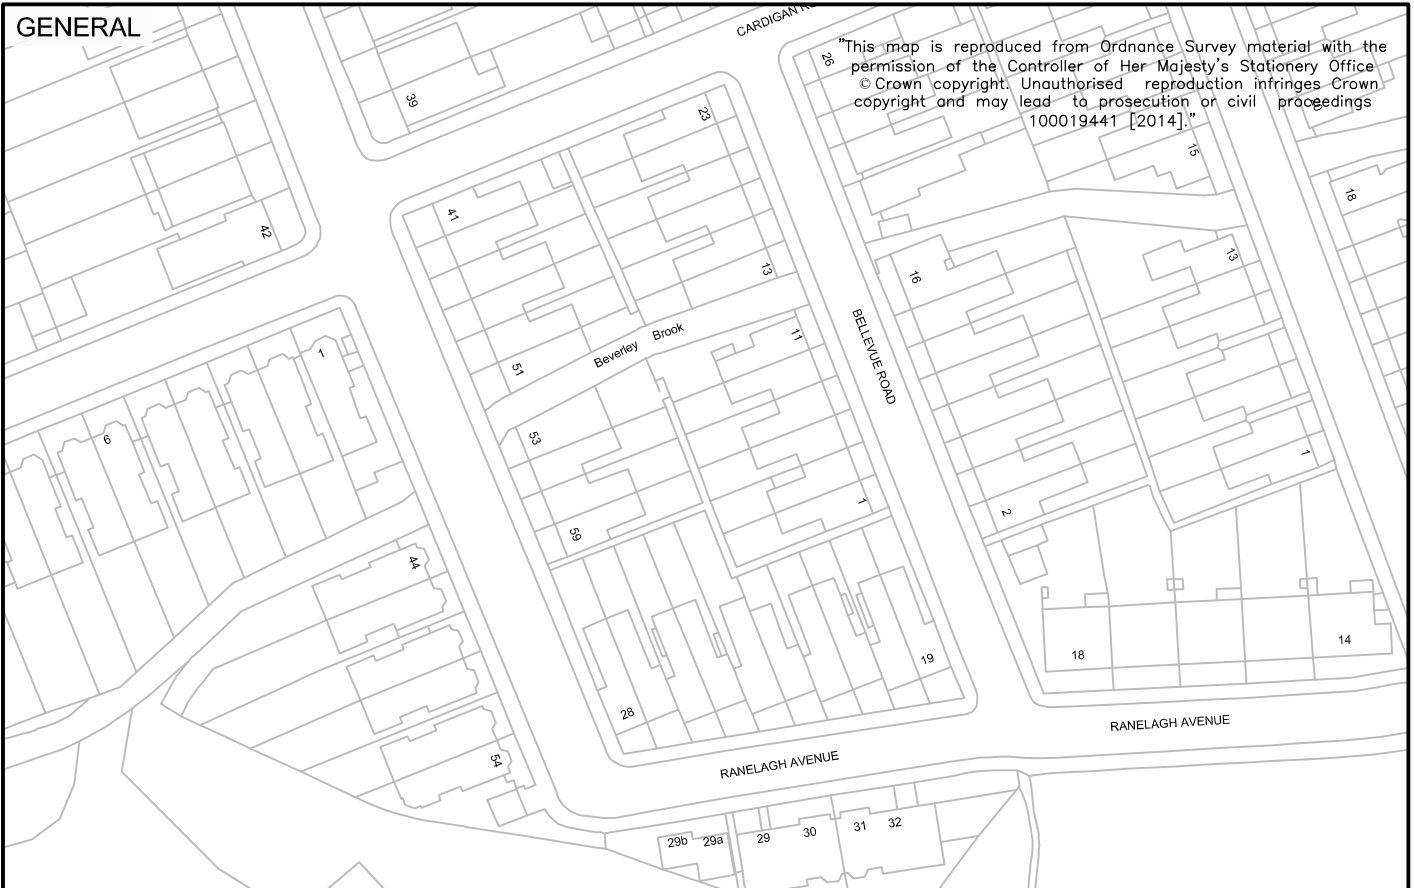 GENERAL
CARDIGAN
"This map is reproduced from Ordnance Survey material with the
permission of the Controller of Her Majesty's Stationery Office
© Crown copyright. Unauthorised reproduction infringes Crown
copyright and may lead to prosecution or civil proceedings
100019441 [2014]."
26
39
23
15
18
41
42
13
16
13
Beverley Brook
BELLEVUE ROAD
11
1
51
6
53
1
1
2
59
44
14
18
19
28
RANELAGH AVENUE
RANELAGH AVENUE
54
29b
29a
29
30
31
32